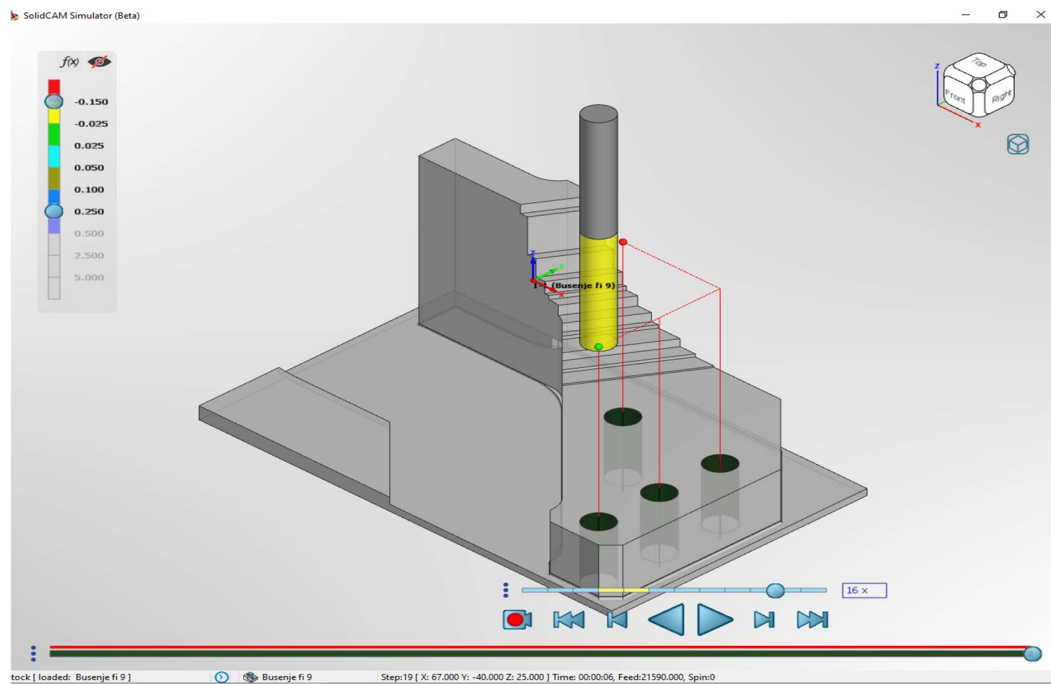 SolidCAM Simulator (Beta)
f(x)
-0.150
-0.025
0.025
0.050
0.100
0.250
0.500
2.500
5.000
Z
Top
Front
Right
X
Z
Y
(Busenje fi 9)
X
16 x
tock [ loaded: Busenje fi 9 ]
Busenje fi 9
Step:19 [ X: 67.000 Y: -40.000 Z: 25.000 ] Time: 00:00:06, Feed:21590.000, Spin:0